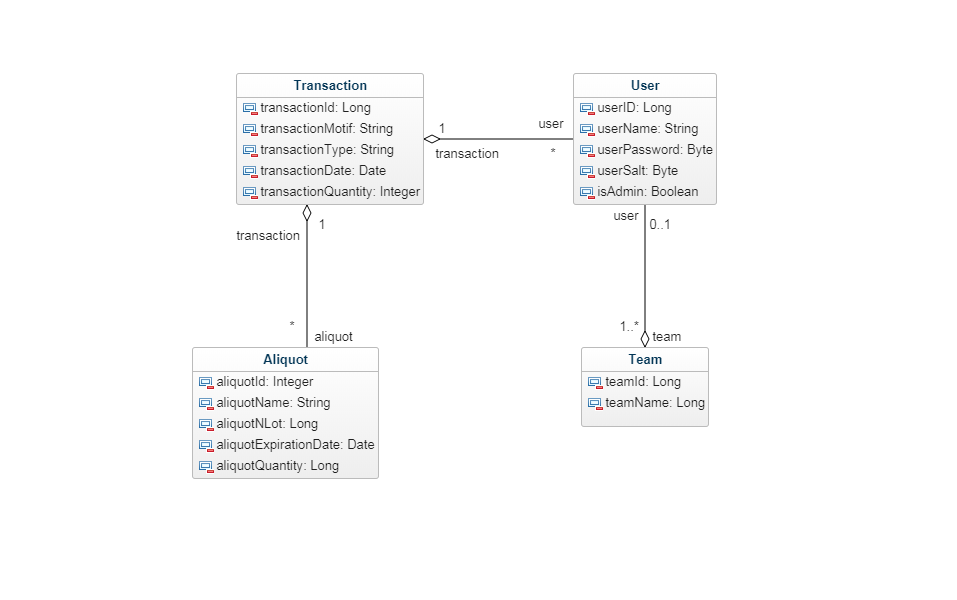 Transaction
transactionId: Long
transactionMotif: String
transactionType: String
transactionDate: Date
transactionQuantity: Integer
1
transaction
user
*
User
userID: Long
userName: String
userPassword: Byte
userSalt: Byte
isAdmin: Boolean
transaction
1
*
aliquot
user
0..1
1..*
team
Aliquot
aliquotId: Integer
aliquotName: String
aliquotNLot: Long
aliquotExpirationDate: Date
aliquotQuantity: Long
Team
teamId: Long
teamName: Long